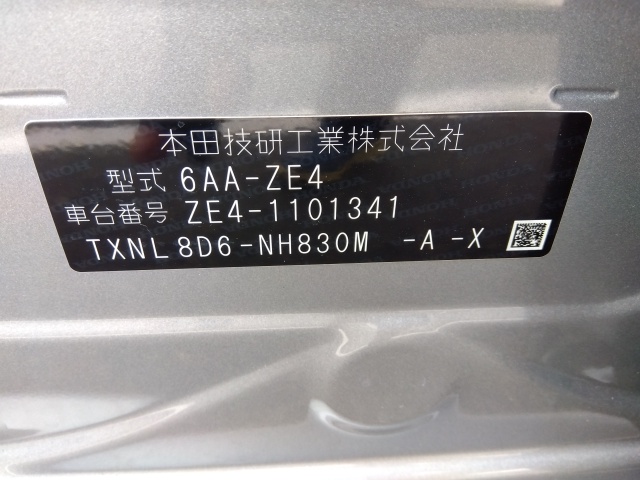 本田技研工業株式会社
型式 6AA-ZE4
車台番号 ZE4-1101341
TXNL 8D6-NH830M -A -X